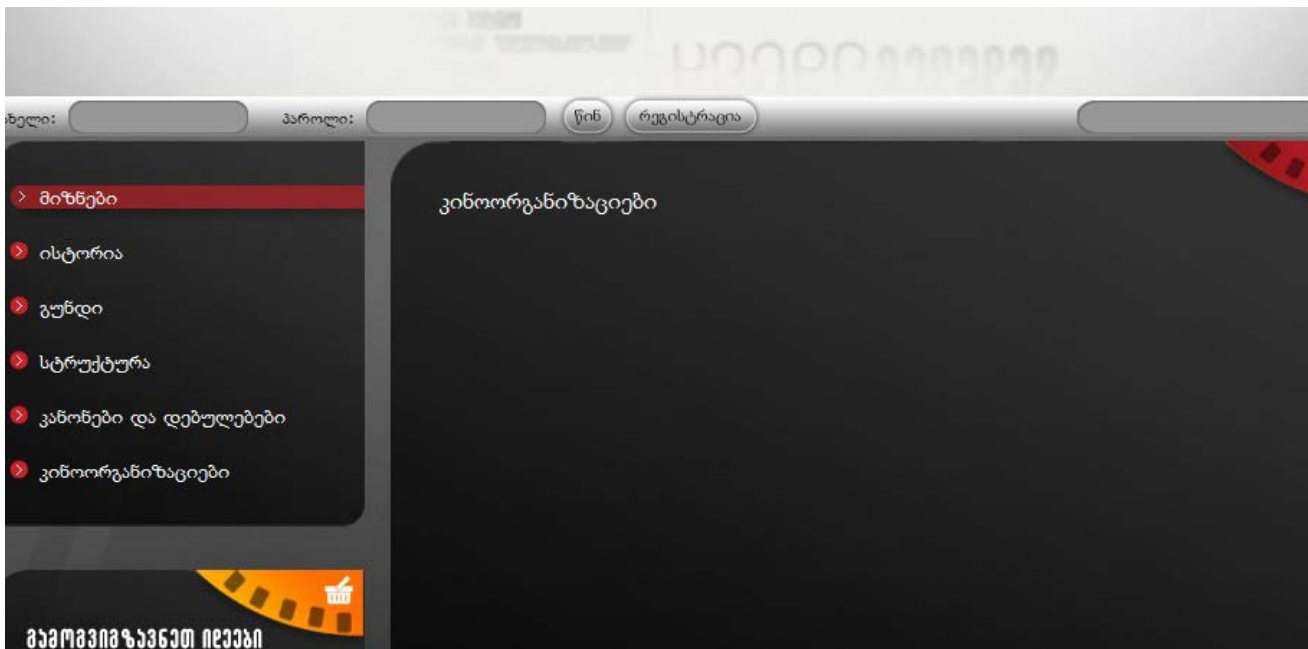 პაროლი: წინ რეგისტრაცია
მიზნები
ისტორია
გუნდი
სტრუქტურა
კანონები და დებულებები
კინოორგანიზაციები
კინოორგანიზაციები
გამოგვიგზავნეთ იდეები